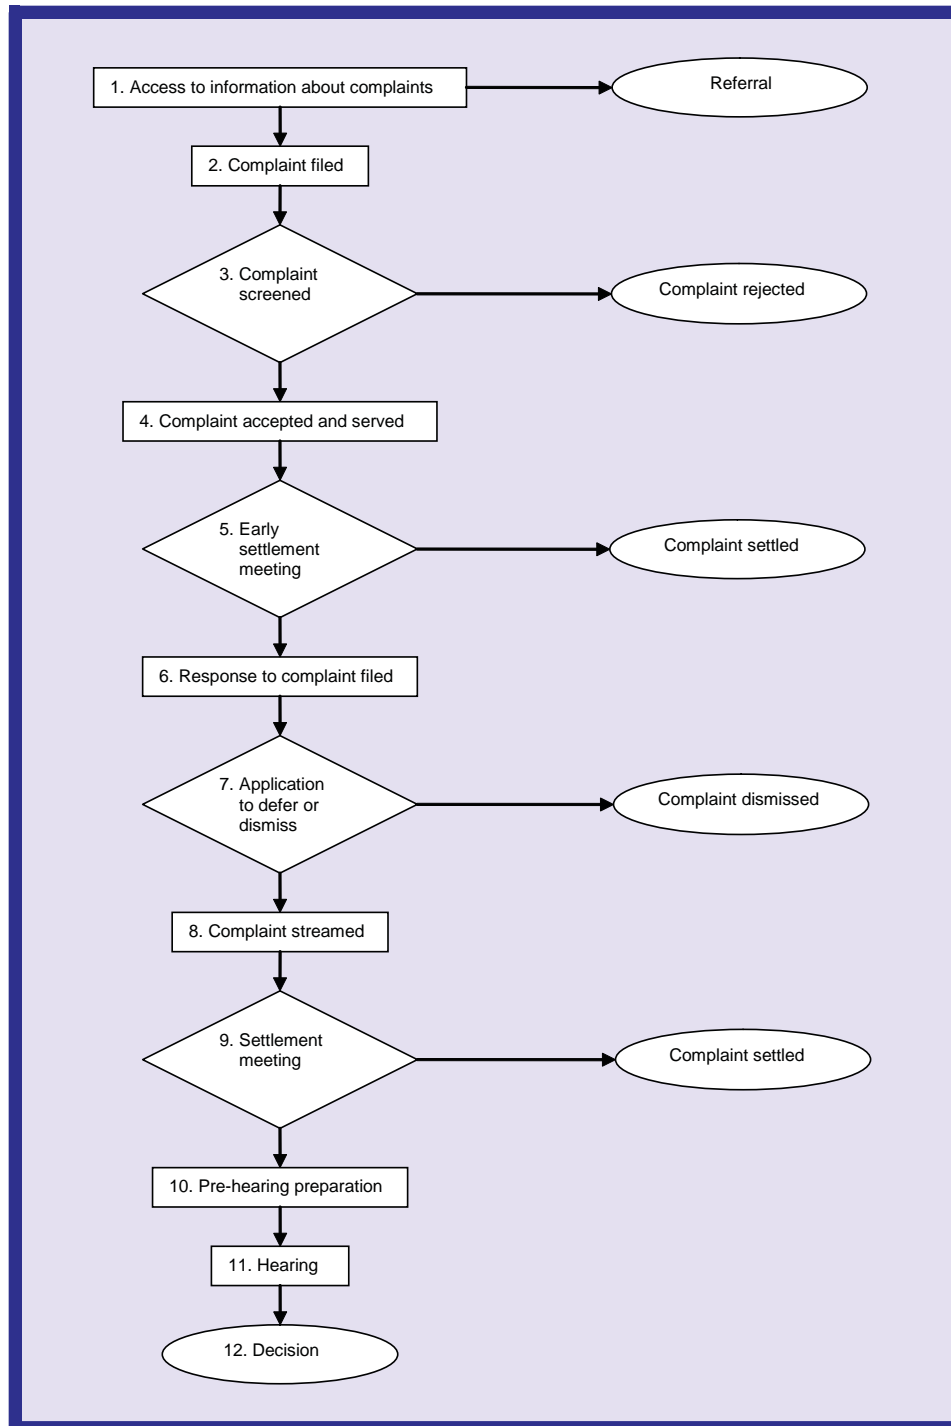 1. Access to information about complaints
Referral
2. Complaint filed
3. Complaint
screened
Complaint rejected
4. Complaint accepted and served
5. Early
settlement
meeting
Complaint settled
6. Response to complaint filed
7. Application
to defer or
dismiss
Complaint dismissed
8. Complaint streamed
9. Settlement
meeting
Complaint settled
10. Pre-hearing preparation
11. Hearing
12. Decision